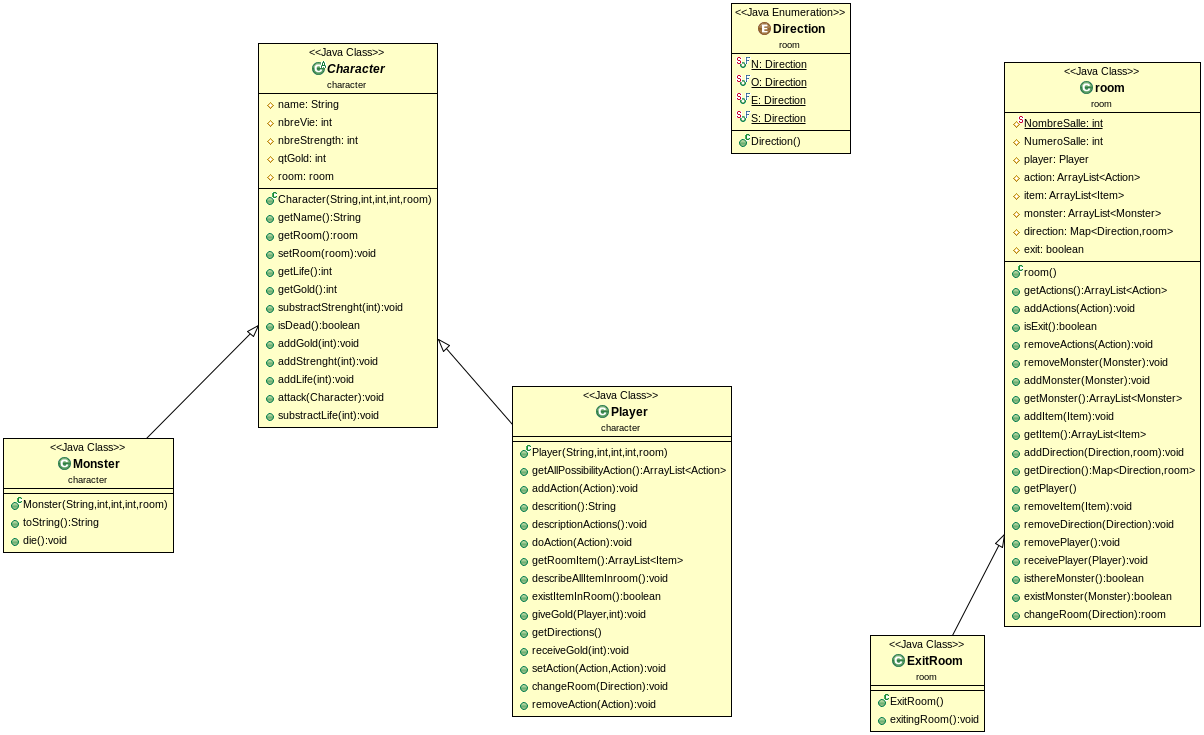 <<Java Class>>
Character
character
name: String
nbreVie: int
nbreStrength: int
qtGold: int
room: room
Character(String,int,int,int,room)
getName():String
getRoom():room
setRoom(room):void
getLife():int
getGold():int
substractStrenght(int):void
isDead():boolean
addGold(int):void
addStrenght(int):void
addLife(int):void
attack(Character):void
substractLife(int):void
<<Java Class>>
Monster
character
Monster(String,int,int,int,room)
toString():String
die():void
<<Java Class>>
Player
character
Player(String,int,int,int,room)
getAllPossibilityAction():ArrayList<Action>
addAction(Action):void
descrition():String
descriptionActions():void
doAction(Action):void
getRoomItem():ArrayList<Item>
describeAllItemInroom():void
existItemInRoom():boolean
giveGold(Player,int):void
getDirections()
receiveGold(int):void
setAction(Action,Action):void
changeRoom(Direction):void
removeAction(Action):void
<<Java Enumeration>>
Direction
room
N: Direction
O: Direction
E: Direction
S: Direction
Direction()
<<Java Class>>
room
room
NombreSalle: int
NumeroSalle: int
player: Player
action: ArrayList<Action>
item: ArrayList<Item>
monster: ArrayList<Monster>
direction: Map<Direction,room>
exit: boolean
room()
getActions():ArrayList<Action>
addActions(Action):void
isExit():boolean
removeActions(Action):void
removeMonster(Monster):void
addMonster(Monster):void
getMonster():ArrayList<Monster>
addItem(Item):void
getItem():ArrayList<Item>
addDirection(Direction,room):void
getDirection():Map<Direction,room>
getPlayer()
removeItem(Item):void
removeDirection(Direction):void
removePlayer():void
receivePlayer(Player):void
isthereMonster():boolean
existMonster(Monster):boolean
changeRoom(Direction):room
<<Java Class>>
ExitRoom
room
ExitRoom()
exitingRoom():void